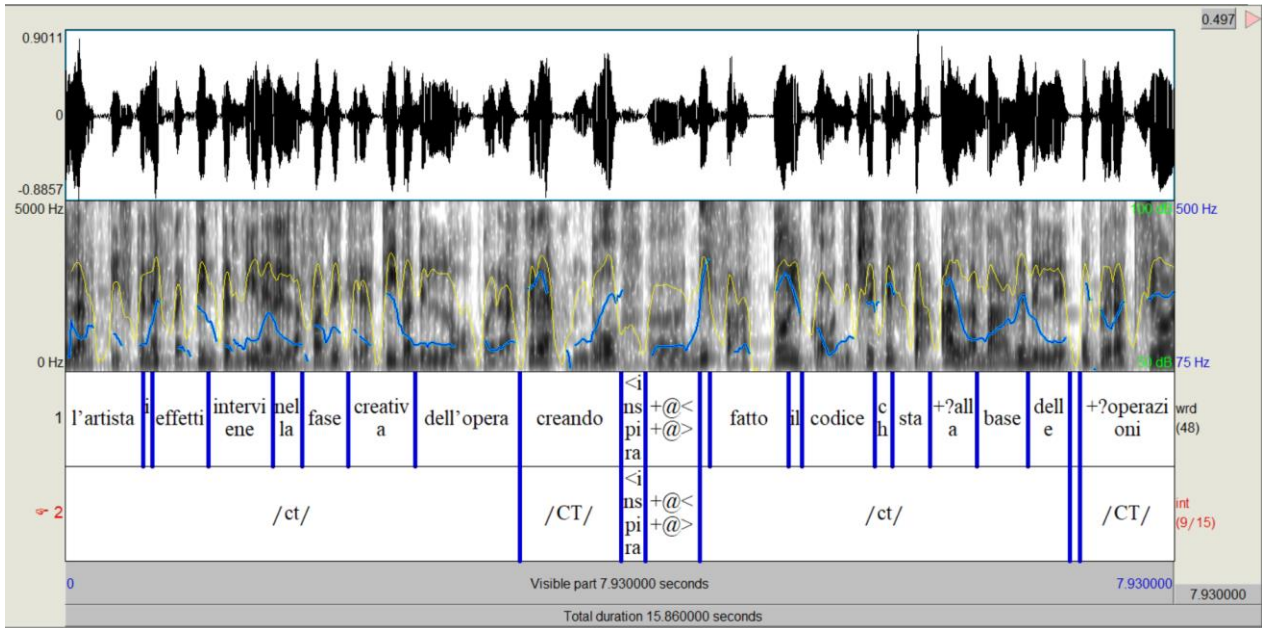 0.497
0.9011
0
-0.8857
5000 Hz
100 dB
500 Hz
0 Hz
50 dB
75 Hz
1
l'artista
i
effetti
intervi
ene
nel
la
fase
creativ
a
dell'opera
creando
<i
ns
pi
ra
+@<
+@>
fatto
il
codice
c
h
sta
+?all
a
base
dell
e
+?operazi
oni
wrd
(48)
2
/ct/
/CT/
<i
ns
pi
ra
+@<
+@>
/ct/
/CT/
int
(9/15)
0
Visible part 7.930000 seconds
7.930000
7.930000
Total duration 15.860000 seconds